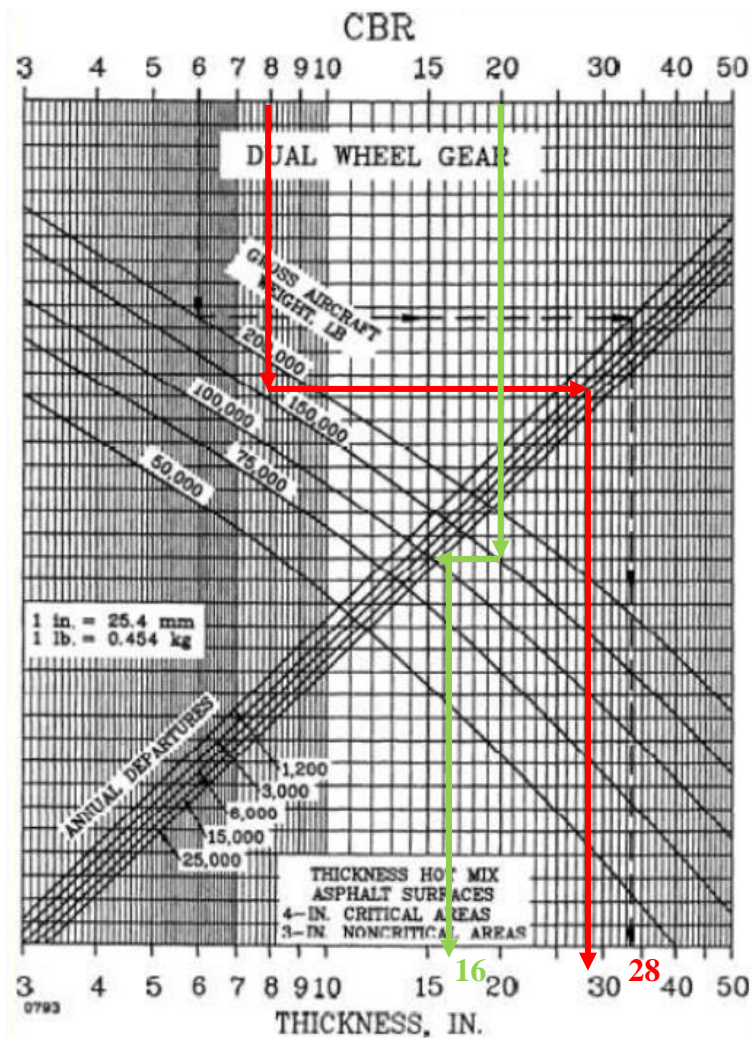 CBR
3 4 5 6 7 8 9 10 15 20 30 40 50
DUAL WHEEL GEAR
GROSS AIRCRAFT
WEIGHT, LB
200,000
150,000
100,000
75,000
50,000
1 in. = 25.4 mm
1 lb. = 0.454 kg
ANNUAL DEPARTURES
1,200
3,000
6,000
15,000
25,000
THICKNESS HOT MIX
ASPHALT SURFACES
4-IN. CRITICAL AREAS
3-IN. NONCRITICAL AREAS
16 28
3 4 5 6 7 8 9 10 15 20 30 40 50
0793
THICKNESS, IN.